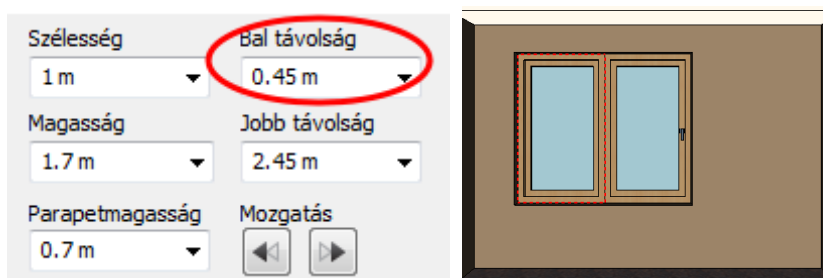 Szélesség Bal távolság
1 m 0.45 m
Magasság Jobb távolság
1.7 m 2.45 m
Parapetmagasság Mozgatás
0.7 m